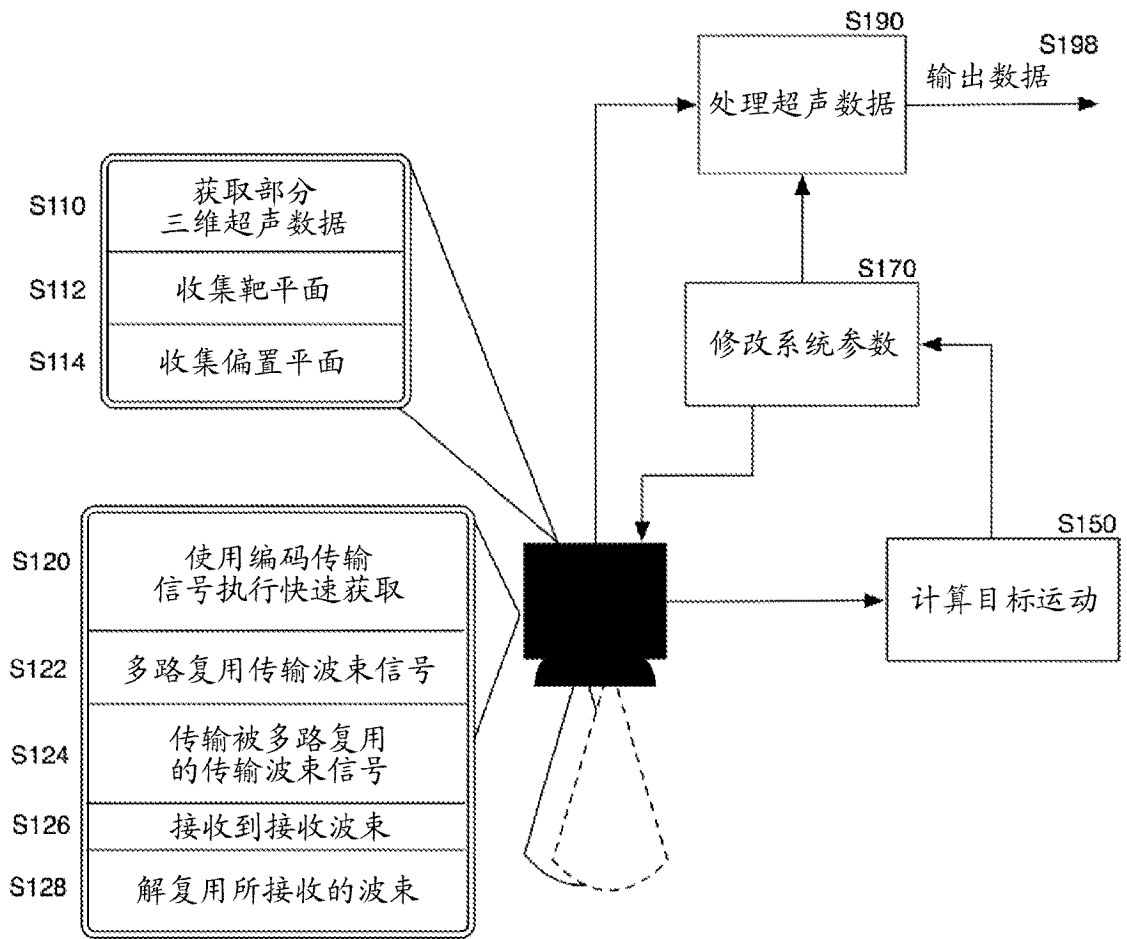 S190
S198
处理超声数据
输出数据
S110
获取部分
三维超声数据
S112
收集靶平面
S114
收集偏置平面
S170
修改系统参数
S150
计算目标运动
S120
使用编码传输
信号执行快速获取
S122
多路复用传输波束信号
S124
传输被多路复用
的传输波束信号
S126
接收到接收波束
S128
解复用所接收的波束